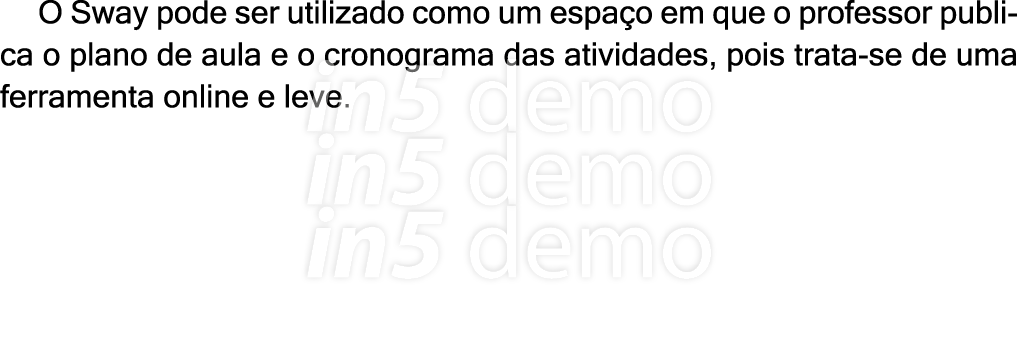 O Sway pode ser utilizado como um espaço em que o professor publi-
ca o plano de aula e o cronograma das atividades, pois trata-se de uma
ferramenta online e leve.
in5 demo
in5 demo
in5 demo